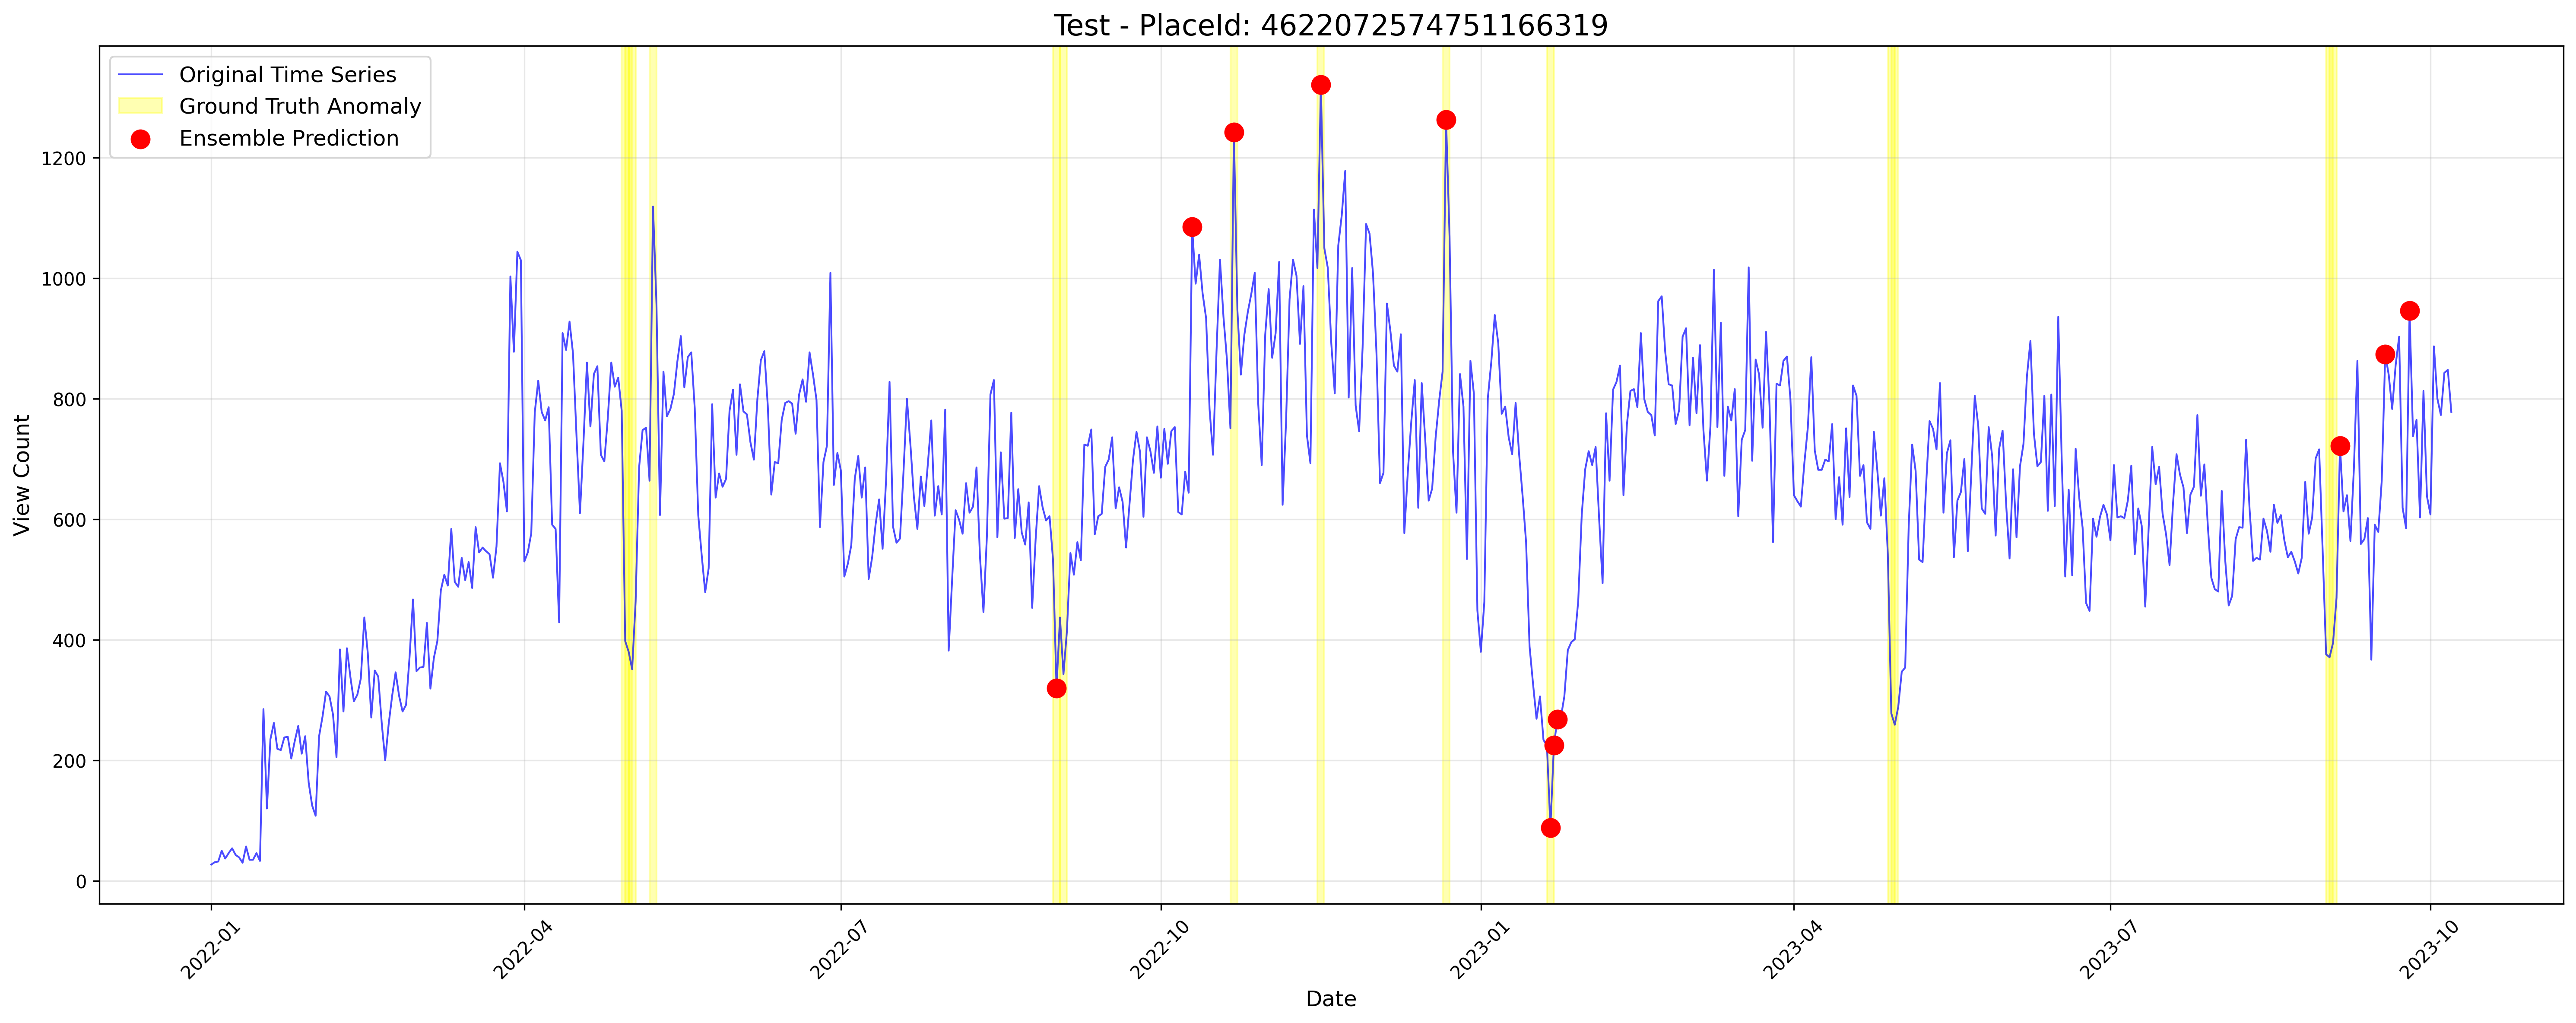 Test - PlaceId: 4622072574751166319
Original Time Series
Ground Truth Anomaly
Ensemble Prediction
View Count
1200
1000
800
600
400
200
0
2022-01
2022-04
2022-07
2022-10
2023-01
2023-04
2023-07
2023-10
Date